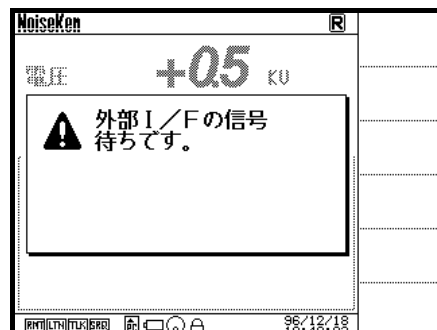 NoiseKen R
電圧 +0.5 KV
外部I/Fの信号
待ちです。
RMT LTN TLK SRQ PC 96/12/18